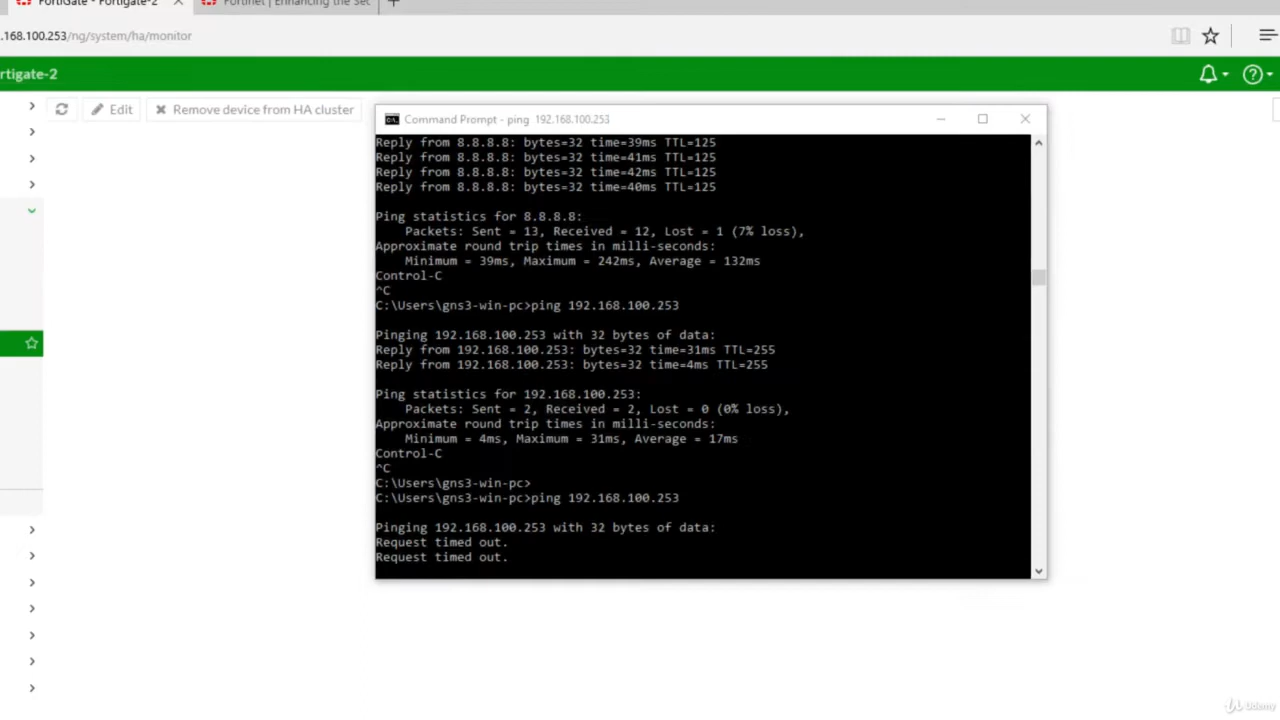 FortiGate - Fortigate-2
Fortinet | Enhancing the Sec
.168.100.253/ng/system/ha/monitor
rtigate-2
Edit
Remove device from HA cluster
Command Prompt - ping 192.168.100.253
Reply from 8.8.8.8: bytes=32 time=39ms TTL=125
Reply from 8.8.8.8: bytes=32 time=41ms TTL=125
Reply from 8.8.8.8: bytes=32 time=42ms TTL=125
Reply from 8.8.8.8: bytes=32 time=40ms TTL=125
Ping statistics for 8.8.8.8:
Packets: Sent = 13, Received = 12, Lost = 1 (7% loss),
Approximate round trip times in milli-seconds:
Minimum = 39ms, Maximum = 242ms, Average = 132ms
Control-C
^C
C:\Users\gns3-win-pc>ping 192.168.100.253
Pinging 192.168.100.253 with 32 bytes of data:
Reply from 192.168.100.253: bytes=32 time=31ms TTL=255
Reply from 192.168.100.253: bytes=32 time=4ms TTL=255
Ping statistics for 192.168.100.253:
Packets: Sent = 2, Received = 2, Lost = 0 (0% loss),
Approximate round trip times in milli-seconds:
Minimum = 4ms, Maximum = 31ms, Average = 17ms
Control-C
^C
C:\Users\gns3-win-pc>
C:\Users\gns3-win-pc>ping 192.168.100.253
Pinging 192.168.100.253 with 32 bytes of data:
Request timed out.
Request timed out.
Udemy